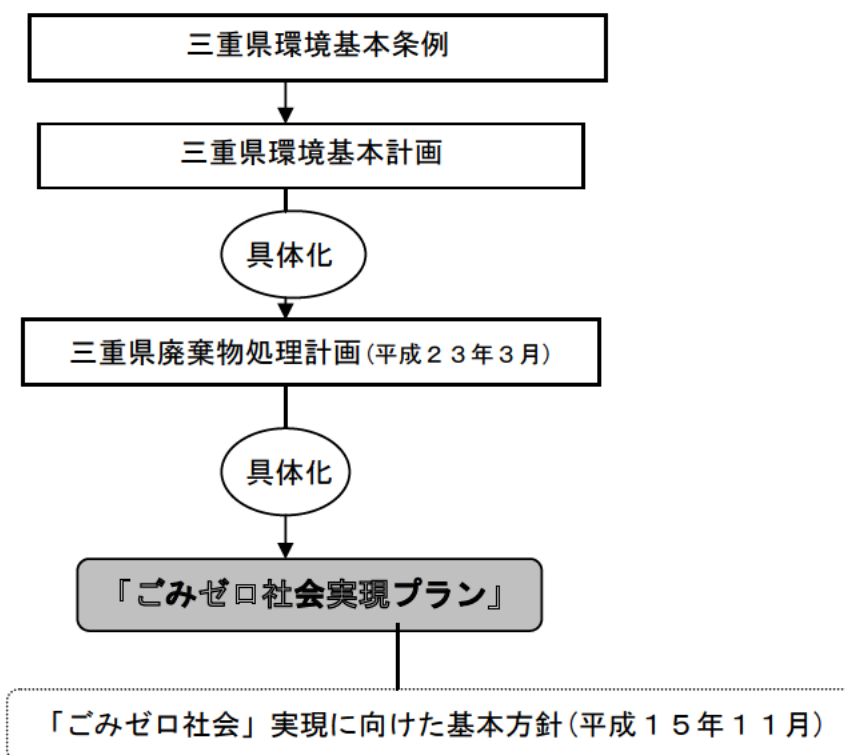 三重県環境基本条例
三重県環境基本計画
具体化
三重県廃棄物処理計画(平成２３年３月)
具体化
『ごみゼロ社会実現プラン』
「ごみゼロ社会」実現に向けた基本方針(平成１５年１１月)